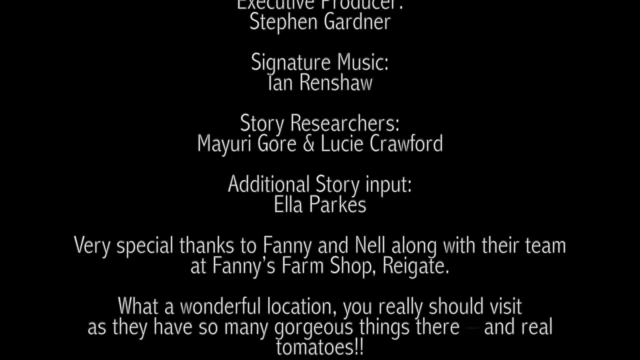 Executive Producer:
Stephen Gardner
Signature Music:
Ian Renshaw
Story Researchers:
Mayuri Gore & Lucie Crawford
Additional Story input:
Ella Parkes
Very special thanks to Fanny and Nell along with their team
at Fanny's Farm Shop, Reigate.
What a wonderful location, you really should visit
as they have so many gorgeous things there — and real
tomatoes!!